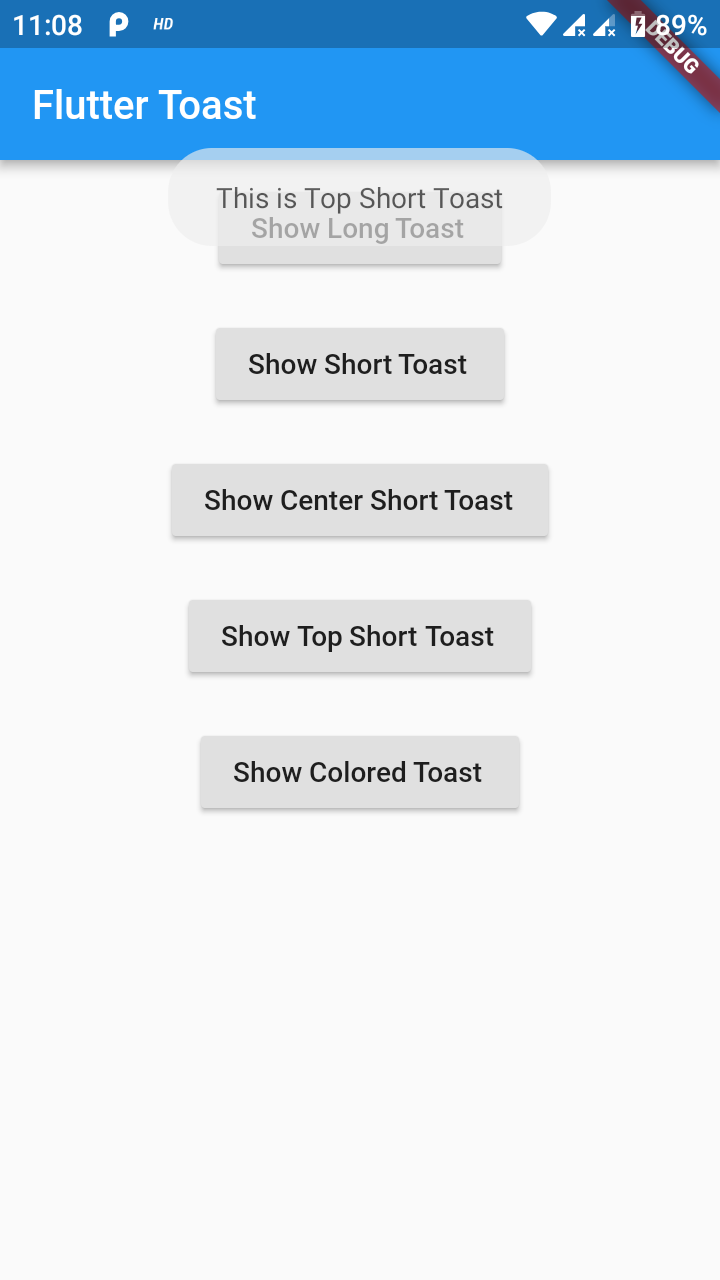 11:08 HD 89%
DEBUG
Flutter Toast
This is Top Short Toast
Show Long Toast
Show Short Toast
Show Center Short Toast
Show Top Short Toast
Show Colored Toast